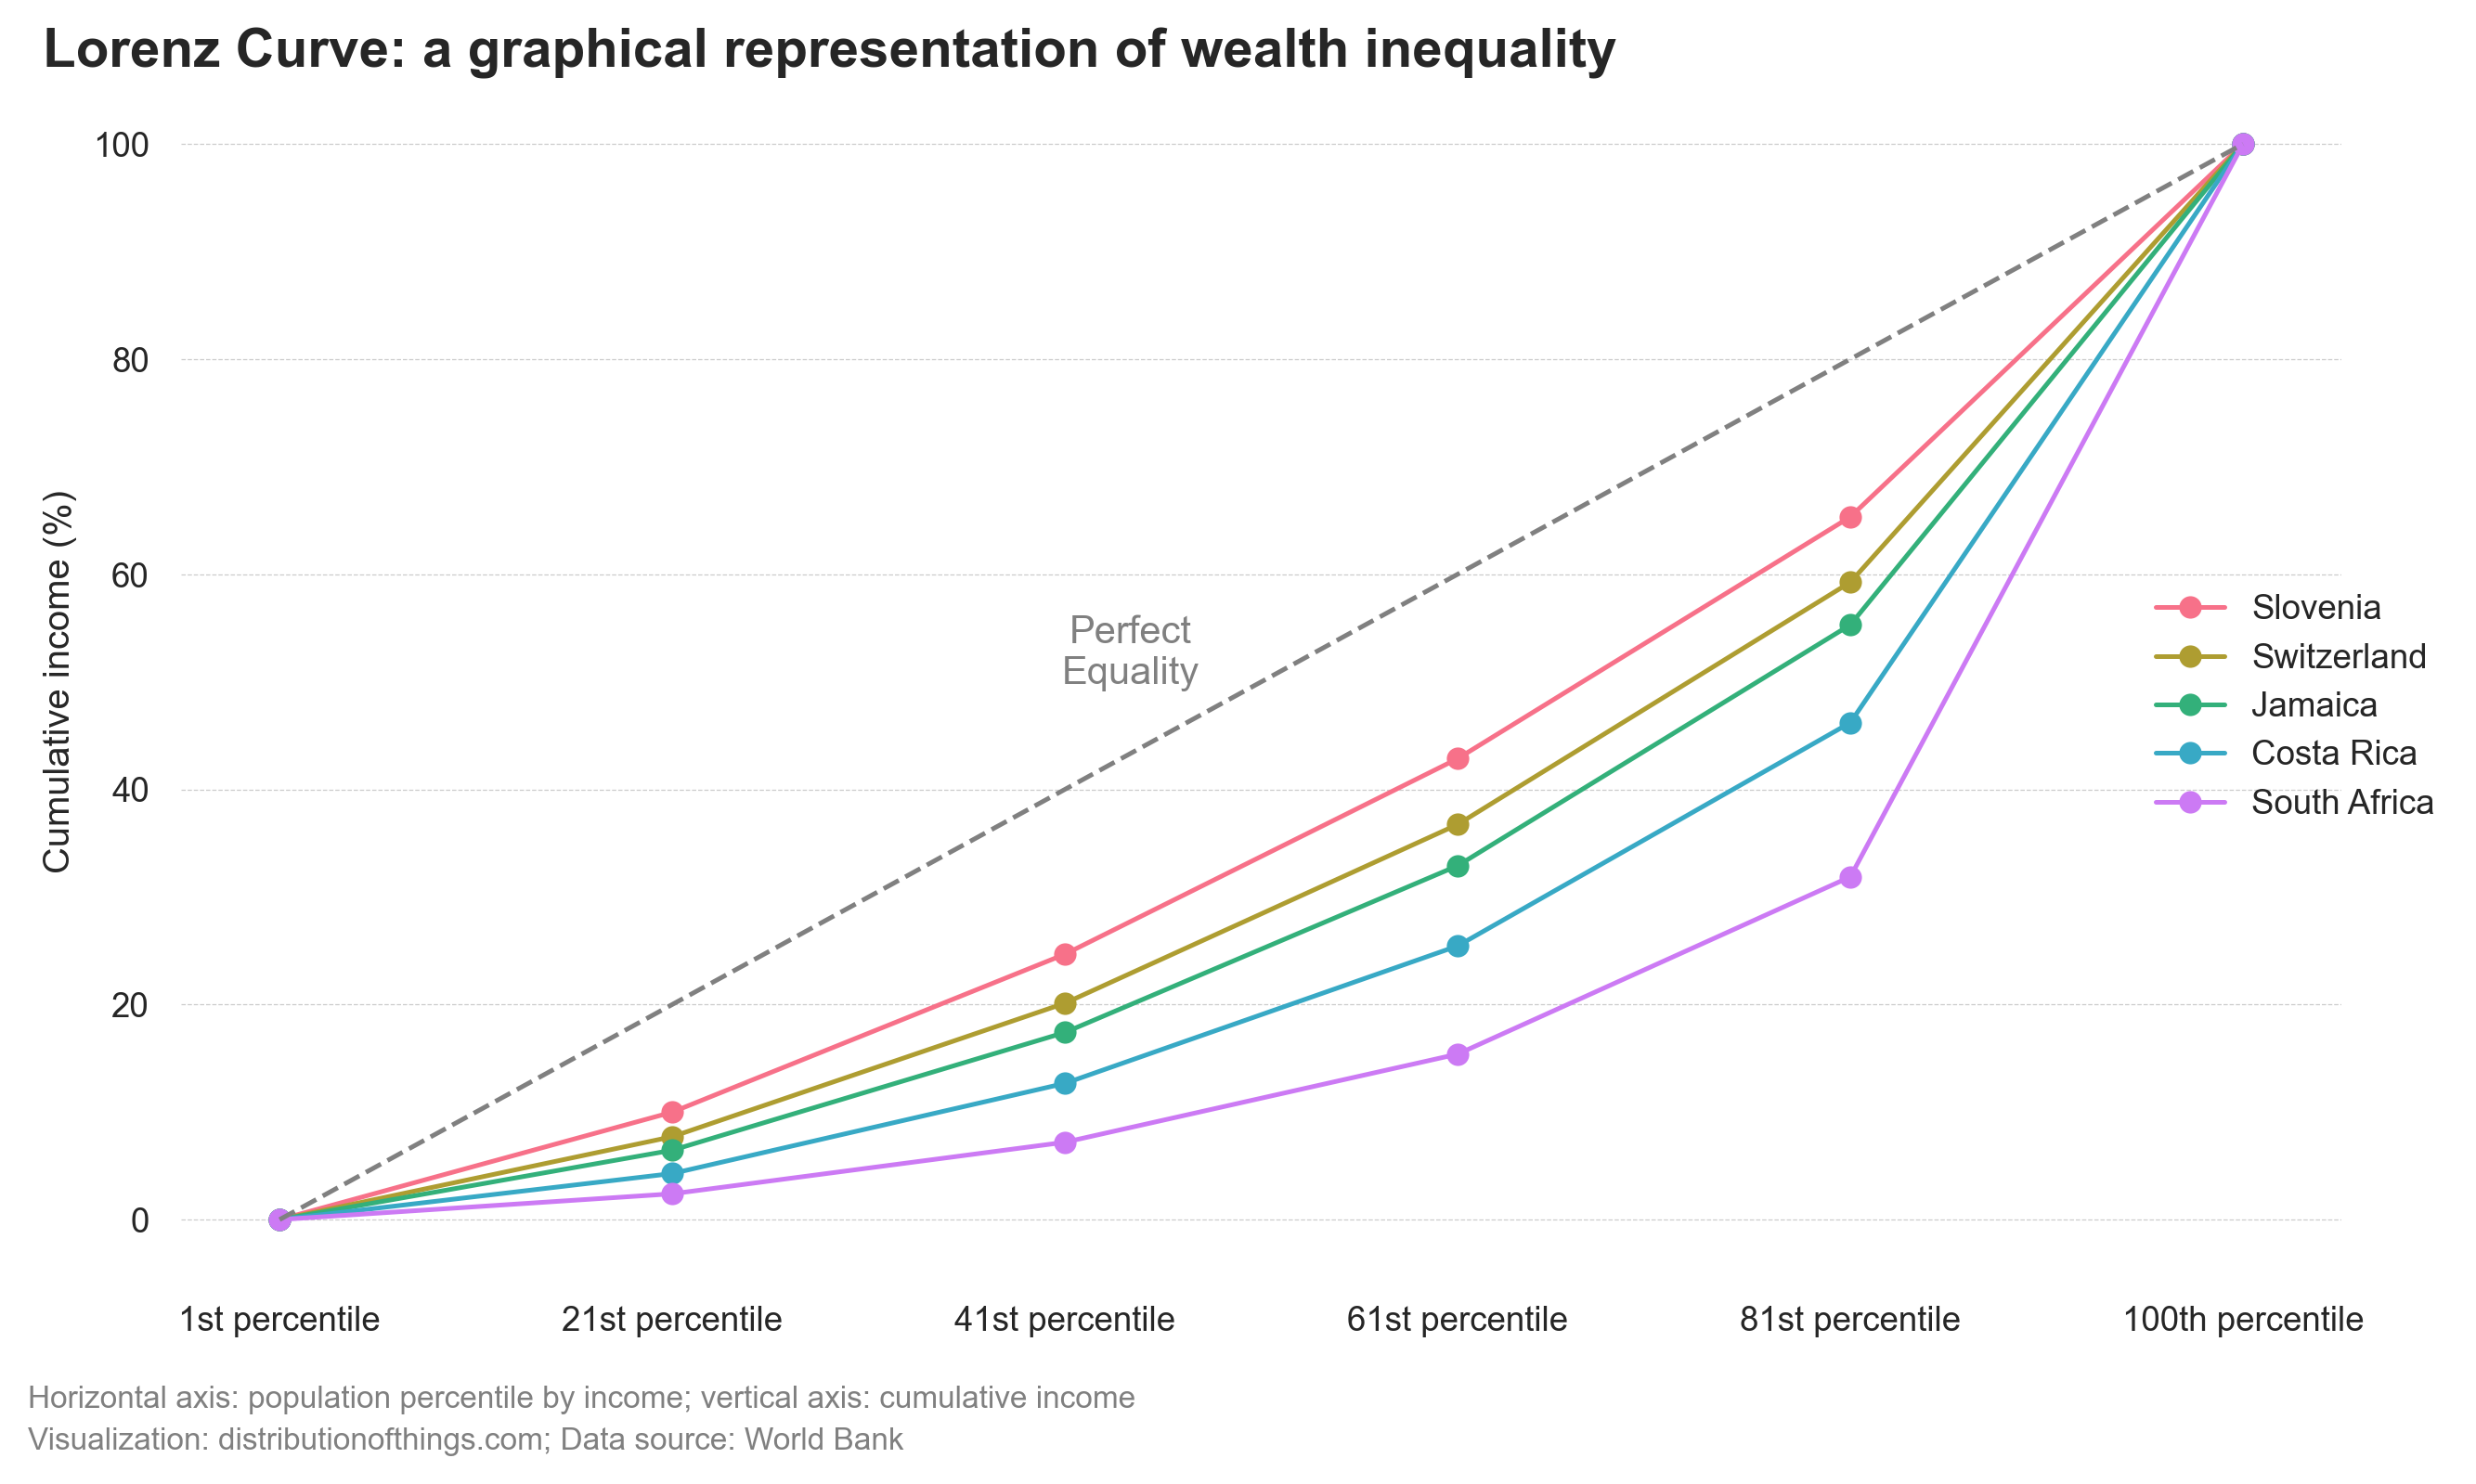 Lorenz Curve: a graphical representation of wealth inequality
100
80
60
40
20
0
Cumulative income (%)
Perfect
Equality
Slovenia
Switzerland
Jamaica
Costa Rica
South Africa
1st percentile
21st percentile
41st percentile
61st percentile
81st percentile
100th percentile
Horizontal axis: population percentile by income; vertical axis: cumulative income
Visualization: distributionofthings.com; Data source: World Bank